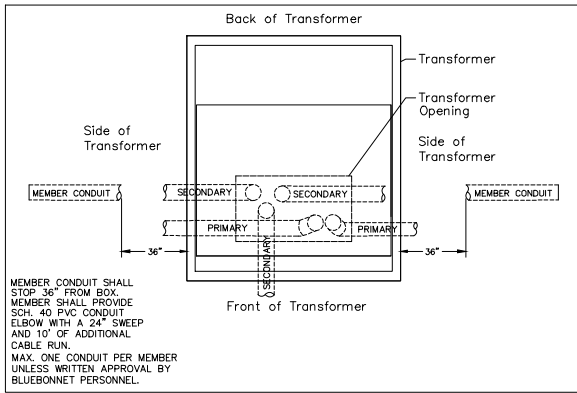 Back of Transformer
Transformer
Transformer
Opening
Side of
Transformer
Side of
Transformer
MEMBER CONDUIT
SECONDARY
SECONDARY
MEMBER CONDUIT
PRIMARY
PRIMARY
36"
36"
SECONDARY
Front of Transformer
MEMBER CONDUIT SHALL
STOP 36" FROM BOX.
MEMBER SHALL PROVIDE
SCH. 40 PVC CONDUIT
ELBOW WITH A 24" SWEEP
AND 10' OF ADDITIONAL
CABLE RUN.
MAX. ONE CONDUIT PER MEMBER
UNLESS WRITTEN APPROVAL BY
BLUEBONNET PERSONNEL.